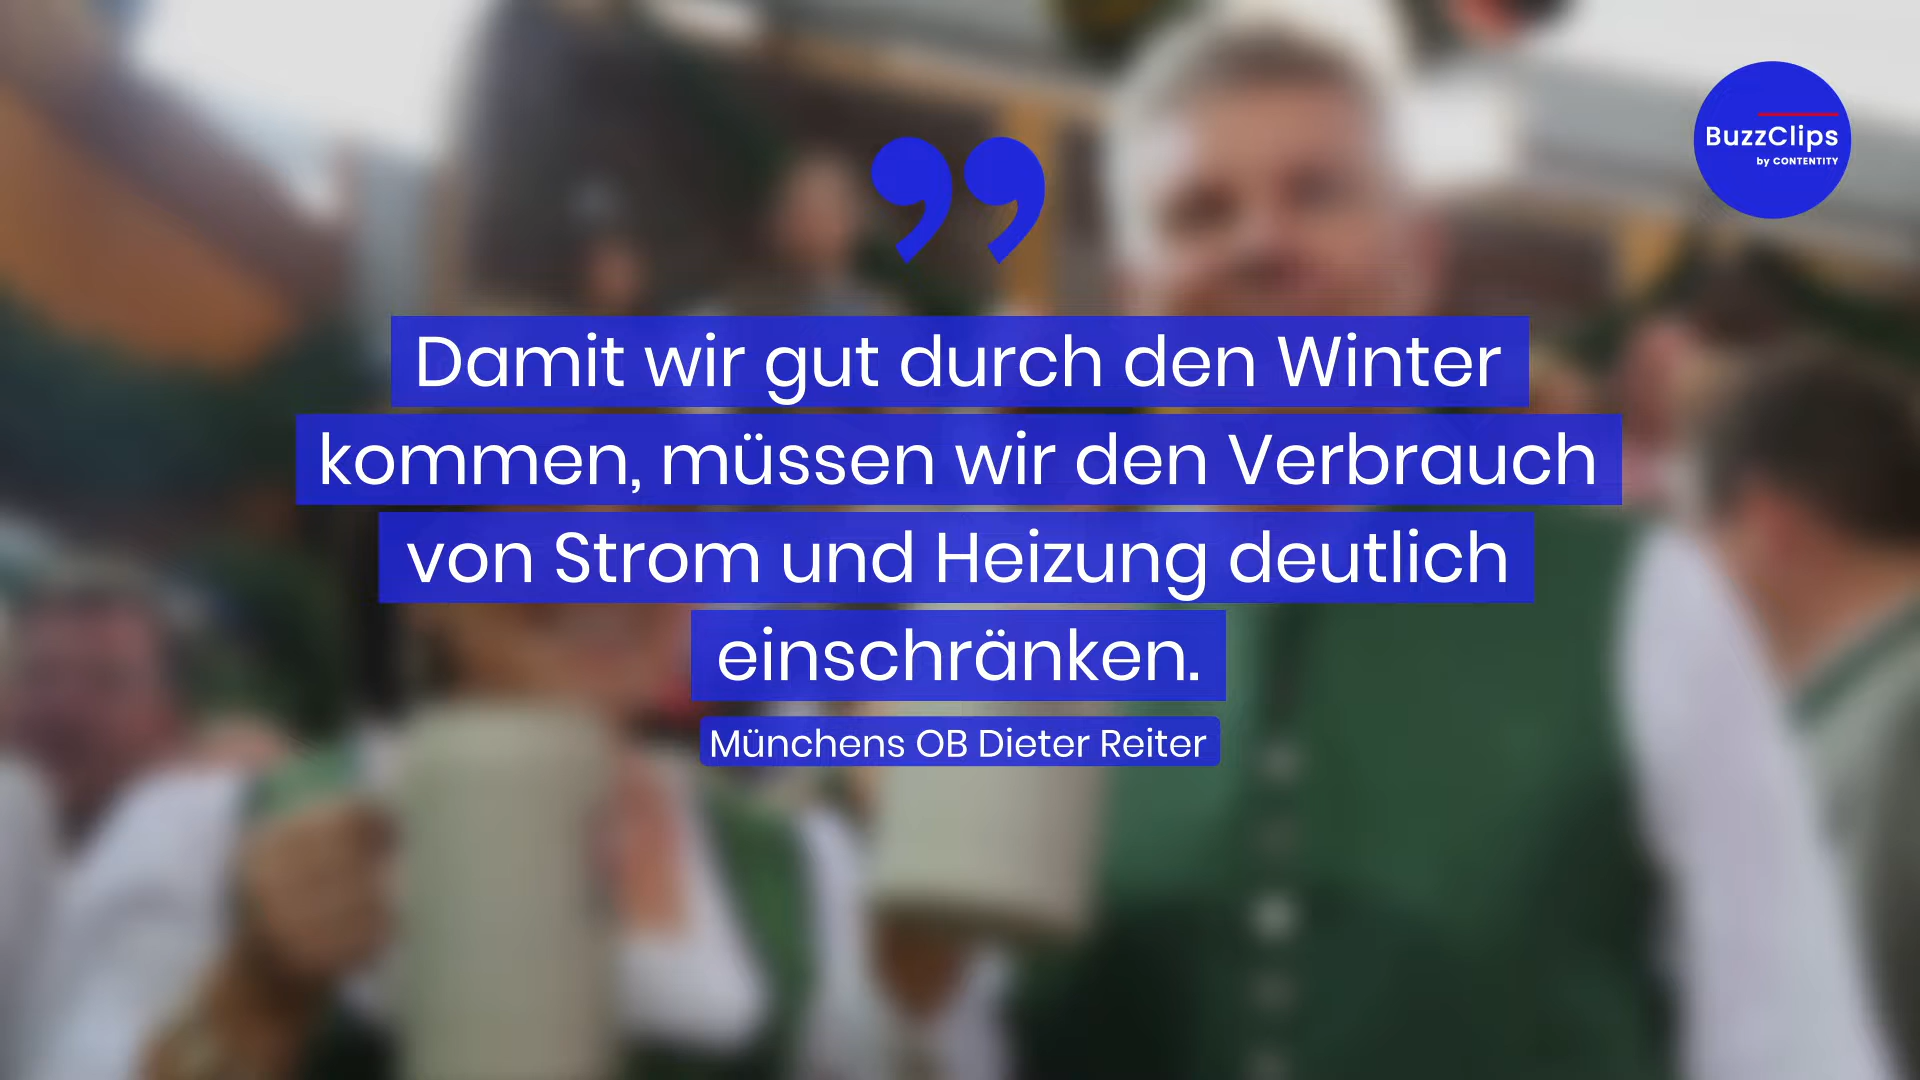 BuzzClips
by CONTENTITY
”
Damit wir gut durch den Winter
kommen, müssen wir den Verbrauch
von Strom und Heizung deutlich
einschränken.
Münchens OB Dieter Reiter